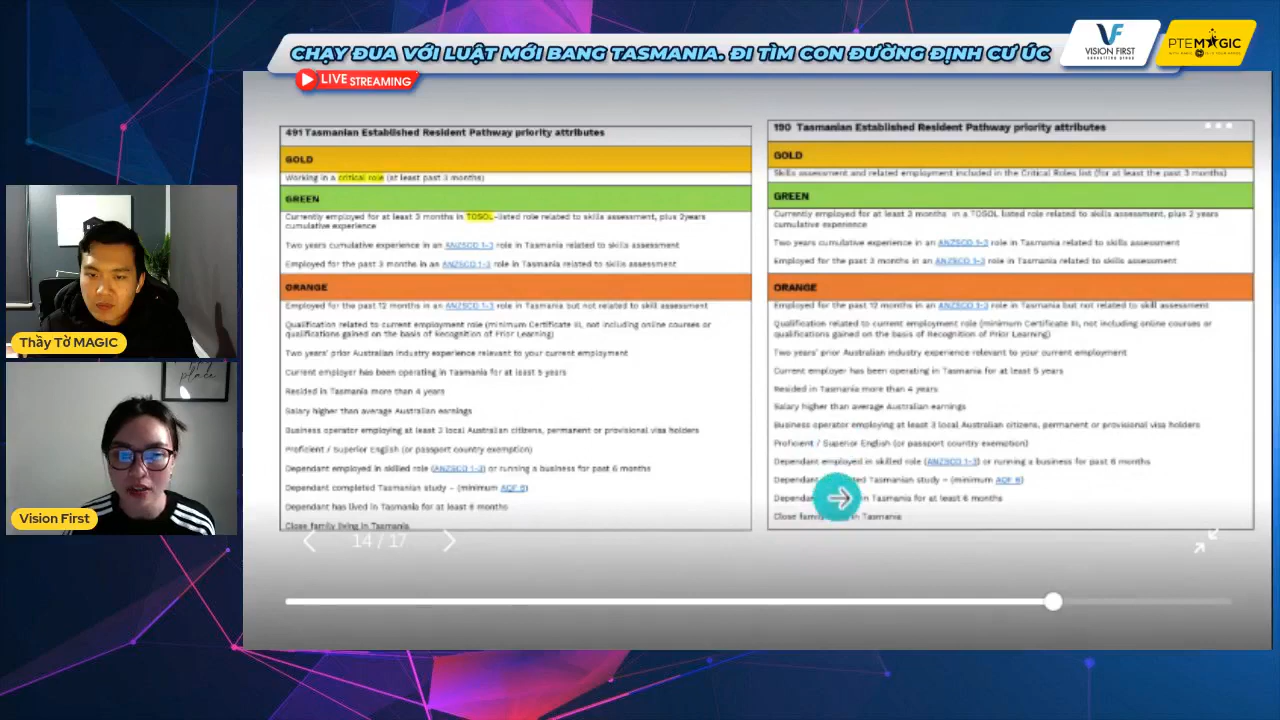 CHẠY ĐUA VỚI LUẬT MỚI BANG TASMANIA. ĐI TÌM CON ĐƯỜNG ĐỊNH CƯ ÚC
VF
VISION FIRST
PTEMAGIC
LIVE STREAMING
491 Tasmanian Established Resident Pathway priority attributes
GOLD
Working in a critical role (at least past 3 months)
GREEN
Currently employed for at least 3 months in TOSOL-listed role related to skills assessment, plus 2years
cumulative experience
Two years cumulative experience in an ANZSCO 1-3 role in Tasmania related to skills assessment
Employed for the past 3 months in an ANZSCO 1-3 role in Tasmania related to skills assessment
ORANGE
Employed for the past 12 months in an ANZSCO 1-3 role in Tasmania but not related to skill assessment
Qualification related to current employment role (minimum Certificate III, not including online courses or
qualifications gained on the basis of Recognition of Prior Learning)
Two years' prior Australian industry experience relevant to your current employment
Current employer has been operating in Tasmania for at least 5 years
Resided in Tasmania more than 4 years
Salary higher than average Australian earnings
Business operator employing at least 3 local Australian citizens, permanent or provisional visa holders
Proficient / Superior English (or passport country exemption)
Dependant employed in skilled role (ANZSCO 1-3) or running a business for past 6 months
Dependant completed Tasmanian study – (minimum AQF 6)
Dependant has lived in Tasmania for at least 6 months
Close family living in Tasmania
190 Tasmanian Established Resident Pathway priority attributes
GOLD
Skills assessment and related employment included in the Critical Roles list (for at least the past 3 months)
GREEN
Currently employed for at least 3 months in a TOSOL listed role related to skills assessment, plus 2 years
cumulative experience
Two years cumulative experience in an ANZSCO 1-3 role in Tasmania related to skills assessment
Employed for the past 3 months in an ANZSCO 1-3 role in Tasmania related to skills assessment
ORANGE
Employed for the past 12 months in an ANZSCO 1-3 role in Tasmania but not related to skill assessment
Qualification related to current employment role (minimum Certificate III, not including online courses or
qualifications gained on the basis of Recognition of Prior Learning)
Two years' prior Australian industry experience relevant to your current employment
Current employer has been operating in Tasmania for at least 5 years
Resided in Tasmania more than 4 years
Salary higher than average Australian earnings
Business operator employing at least 3 local Australian citizens, permanent or provisional visa holders
Proficient / Superior English (or passport country exemption)
Dependant employed in skilled role (ANZSCO 1-3) or running a business for past 6 months
Tasmanian study – (minimum AQF 6)
in Tasmania for at least 6 months
Close in Tasmania
14 / 17
Thầy Tờ MAGIC
place
Vision First